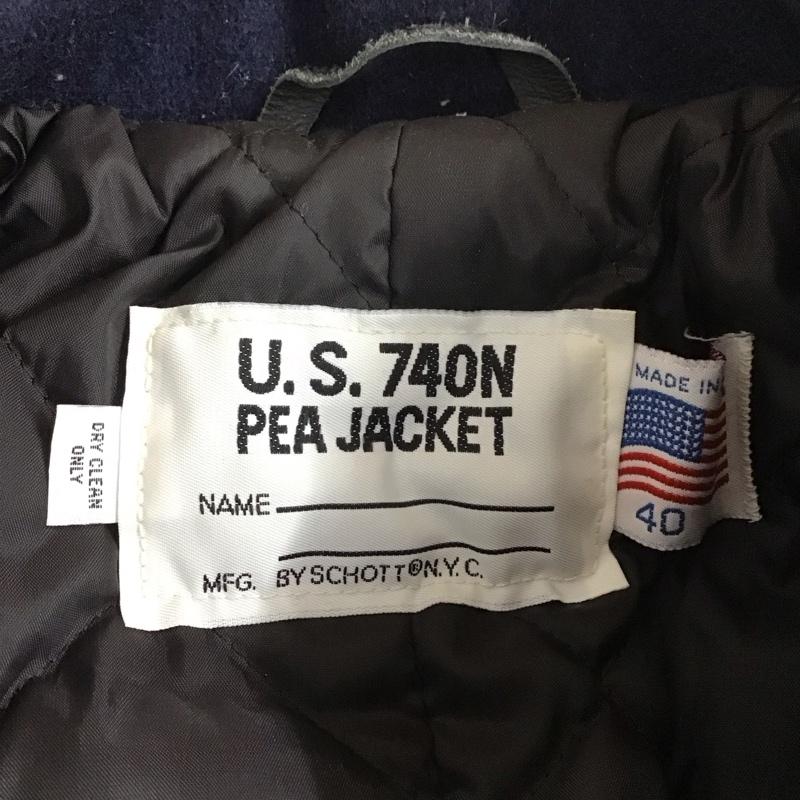 U.S. 740N
PEA JACKET
NAME
MFG. BY SCHOTT® N.Y.C.
DRY CLEAN
ONLY
MADE IN
40